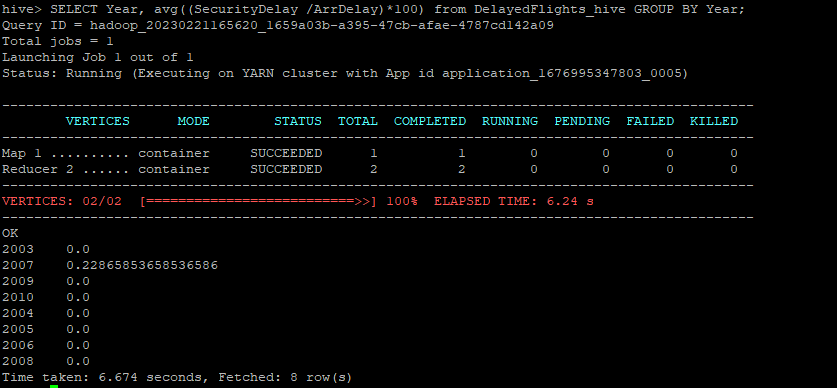 hive> SELECT Year, avg((SecurityDelay /ArrDelay)*100) from DelayedFlights_hive GROUP BY Year;
Query ID = hadoop_20230221165620_1659a03b-a395-47cb-afae-4787cd142a09
Total jobs = 1
Launching Job 1 out of 1
Status: Running (Executing on YARN cluster with App id application_1676995347803_0005)
----------------------------------------------------------------------------------------------
        VERTICES      MODE        STATUS  TOTAL  COMPLETED  RUNNING  PENDING  FAILED  KILLED
----------------------------------------------------------------------------------------------
Map 1 .......... container     SUCCEEDED      1          1        0        0       0       0
Reducer 2 ...... container     SUCCEEDED      2          2        0        0       0       0
----------------------------------------------------------------------------------------------
VERTICES: 02/02  [==========================>>] 100%  ELAPSED TIME: 6.24 s
----------------------------------------------------------------------------------------------
OK
2003    0.0
2007    0.22865853658536586
2009    0.0
2010    0.0
2004    0.0
2005    0.0
2006    0.0
2008    0.0
Time taken: 6.674 seconds, Fetched: 8 row(s)